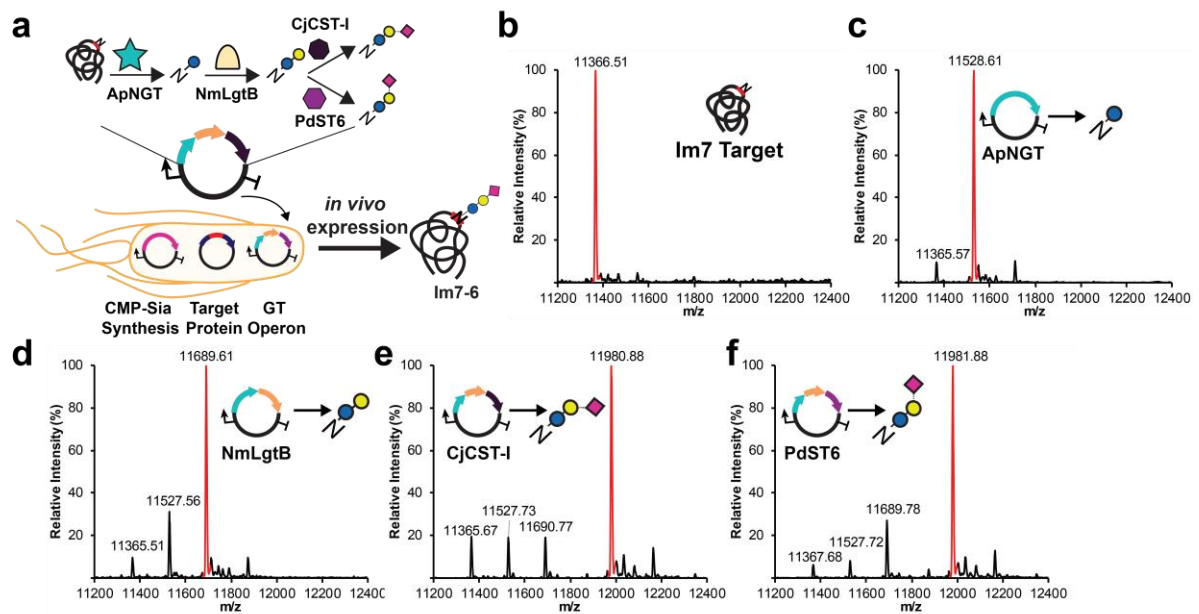 a
CjCST-I
N
N
N
N
ApNGT
NmLgtB
N
PdST6
in vivo
expression
N
Im7-6
CMP-Sia
Synthesis
Target
Protein
GT
Operon
b
11366.51
Relative Intensity (%)
100
80
60
40
20
N
Im7 Target
11200 11400 11600 11800 12000 12200 12400
m/z
c
11528.61
Relative Intensity (%)
100
80
60
40
20
ApNGT
N
11365.57
11200 11400 11600 11800 12000 12200 12400
m/z
d
11689.61
Relative Intensity (%)
100
80
60
40
20
NmLgtB
N
11527.56
11365.51
11200 11400 11600 11800 12000 12200 12400
m/z
e
11980.88
Relative Intensity (%)
100
80
60
40
20
CjCST-I
N
11527.73
11365.67
11690.77
11200 11400 11600 11800 12000 12200 12400
m/z
f
11981.88
Relative Intensity (%)
100
80
60
40
20
PdST6
N
11689.78
11527.72
11367.68
11200 11400 11600 11800 12000 12200 12400
m/z